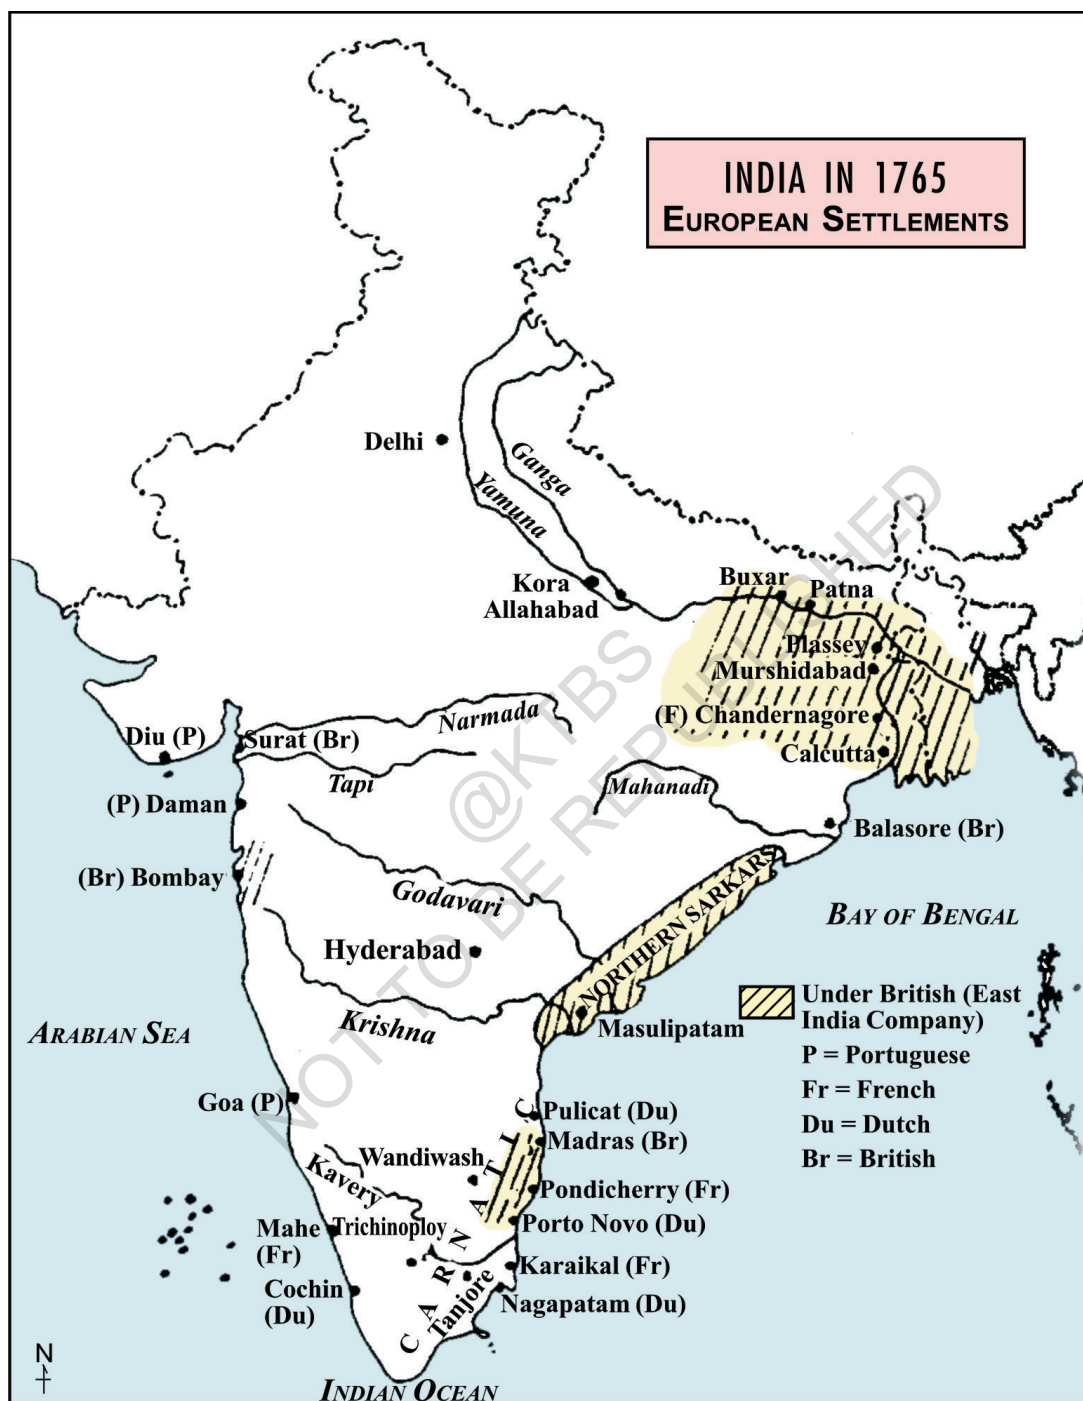 INDIA IN 1765
EUROPEAN SETTLEMENTS
Delhi
Ganga
Yamuna
Kora
Allahabad
Buxar
Patna
Plassey
Murshidabad
(F) Chandernagore
Calcutta
Narmada
Diu (P)
Surat (Br)
Tapi
Mahanadi
(P) Daman
Balasore (Br)
(Br) Bombay
Godavari
NORTHERN SARKARS
BAY OF BENGAL
Hyderabad
Krishna
Masulipatam
ARABIAN SEA
Under British (East
India Company)
P = Portuguese
Fr = French
Du = Dutch
Br = British
Goa (P)
Pulicat (Du)
Madras (Br)
Wandiwash
Kavery
Pondicherry (Fr)
Trichinoploy
Porto Novo (Du)
Mahe
(Fr)
CARNATIC
Karaikal (Fr)
Cochin
(Du)
Tanjore
Nagapatam (Du)
N
INDIAN OCEAN
@KTBS
NOT TO BE REPUBLISHED